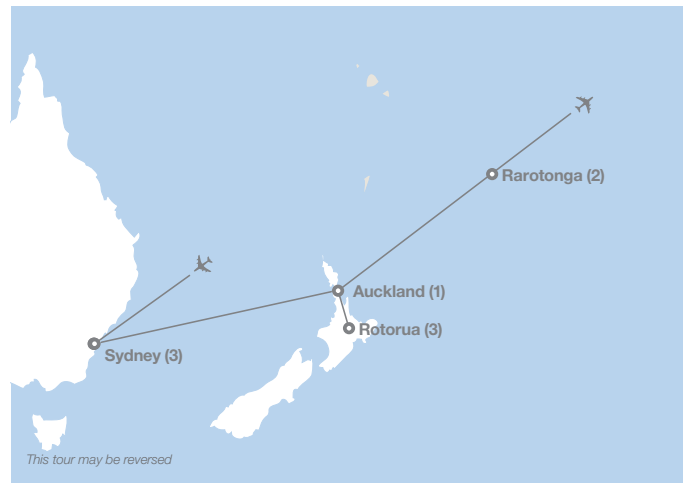 Rarotonga (2)
Auckland (1)
Rotorua (3)
Sydney (3)
This tour may be reversed